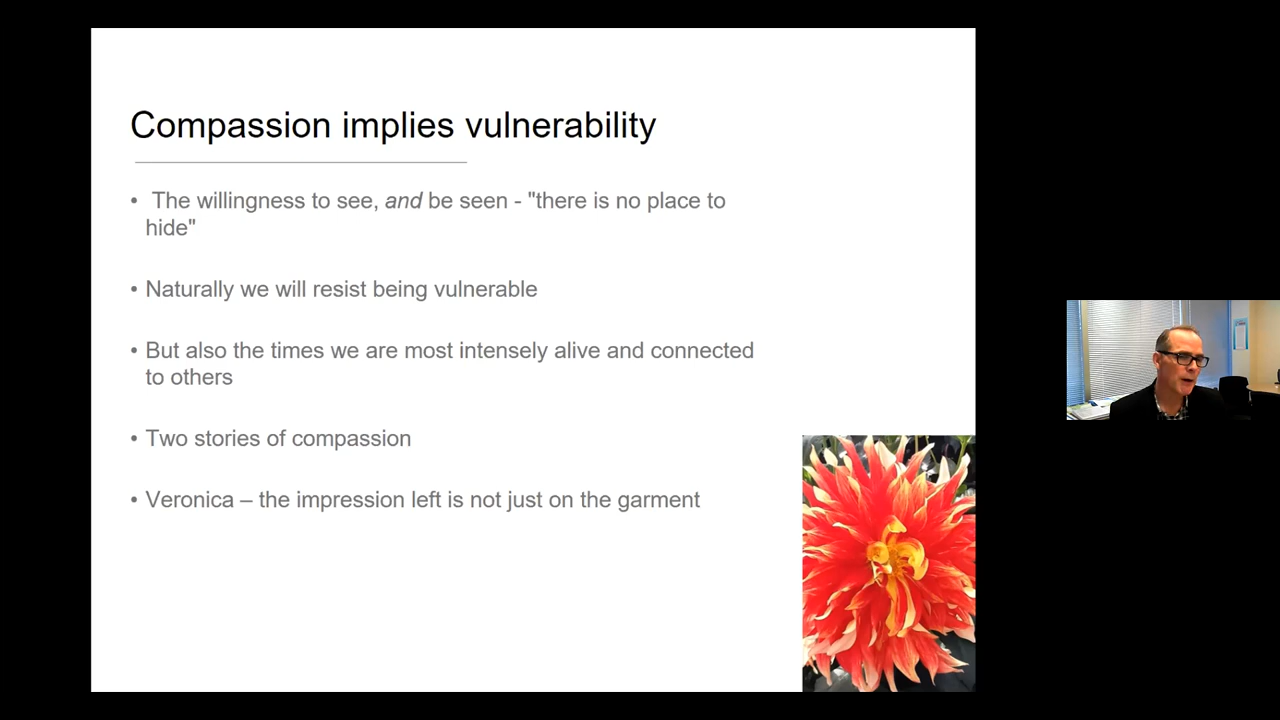 Compassion implies vulnerability
• The willingness to see, and be seen - "there is no place to
hide"
• Naturally we will resist being vulnerable
• But also the times we are most intensely alive and connected
to others
• Two stories of compassion
• Veronica – the impression left is not just on the garment